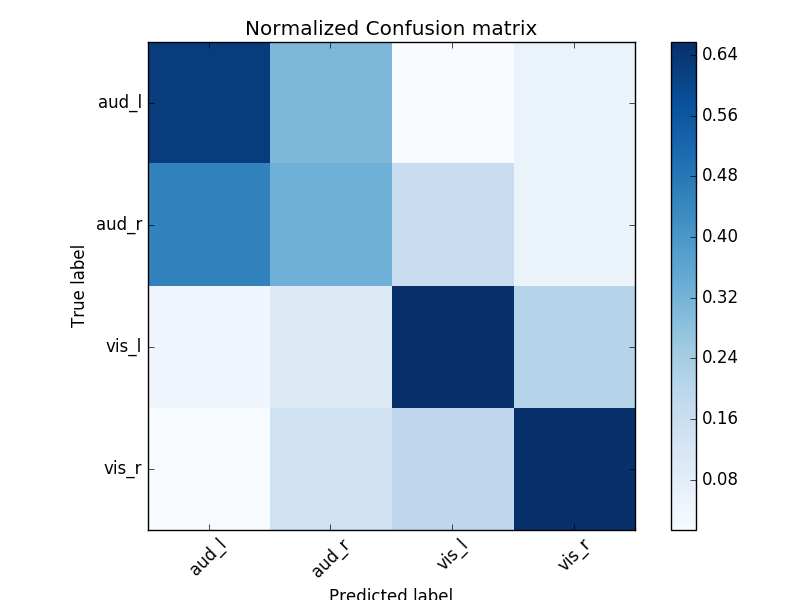 Normalized Confusion matrix
True label
aud_l
aud_r
vis_l
vis_r
aud_l
aud_r
vis_l
vis_r
Predicted label
0.64
0.56
0.48
0.40
0.32
0.24
0.16
0.08